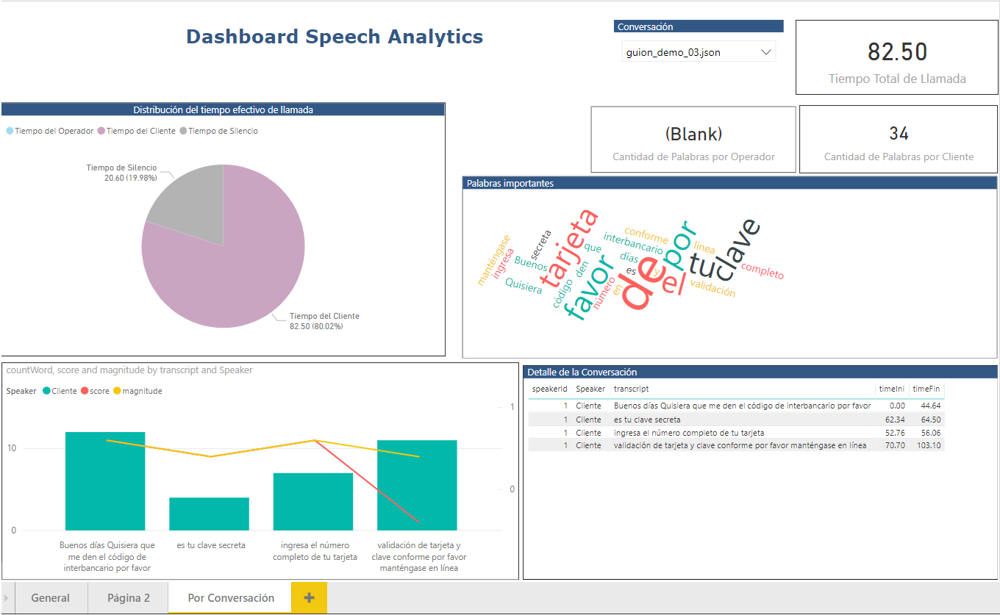 Dashboard Speech Analytics
Conversación
guion_demo_03.json
82.50
Tiempo Total de Llamada
Distribución del tiempo efectivo de llamada
Tiempo del Operador Tiempo del Cliente Tiempo de Silencio
Tiempo de Silencio
20.60 (19.98%)
Tiempo del Cliente
82.50 (80.02%)
(Blank)
Cantidad de Palabras por Operador
34
Cantidad de Palabras por Cliente
Palabras importantes
manténgase
ingresa
secreta
Buenos
Quisiera
tarjeta
código
den
que
interbancario
conforme
favor
número
en
días
es
y
de
por
el
línea
tu
clave
validación
completo
countWord, score and magnitude by transcript and Speaker
Speaker Cliente score magnitude
1
10
0
0
Buenos días Quisiera que
me den el código de
interbancario por favor
es tu clave secreta
ingresa el número
completo de tu tarjeta
validación de tarjeta y
clave conforme por favor
manténgase en línea
Detalle de la Conversación
speakerId Speaker transcript timeIni timeFin
1 Cliente Buenos días Quisiera que me den el código de interbancario por favor 0.00 44.64
1 Cliente es tu clave secreta 62.34 64.50
1 Cliente ingresa el número completo de tu tarjeta 52.76 56.06
1 Cliente validación de tarjeta y clave conforme por favor manténgase en línea 70.70 103.10
General Página 2 Por Conversación +